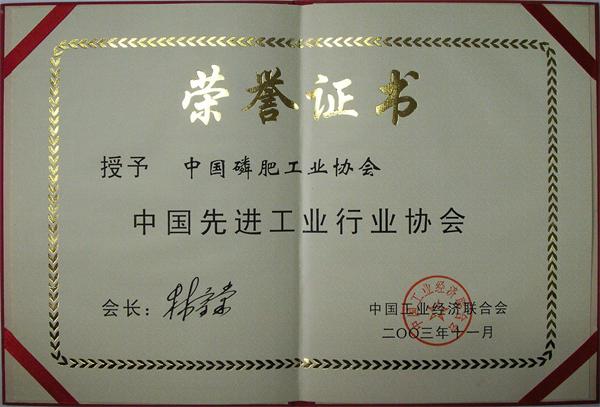 荣誉证书
授予 中国磷肥工业协会
中国先进工业行业协会
会长：
中国工业经济联合会
二〇〇三年十一月